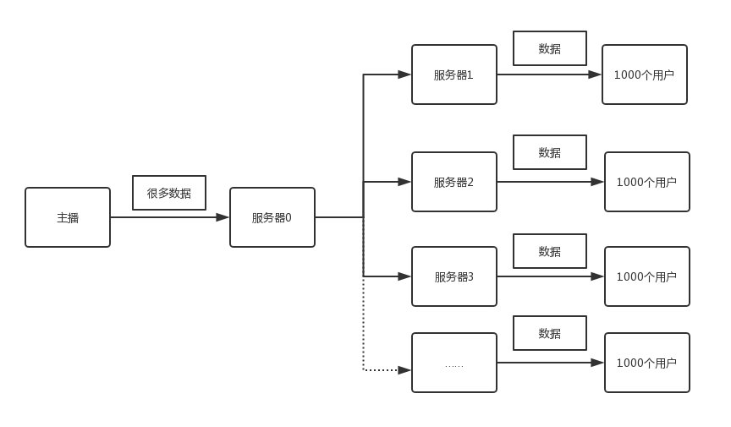 数据
服务器1
1000个用户
数据
服务器2
1000个用户
很多数据
主播
服务器0
数据
服务器3
1000个用户
数据
……
1000个用户